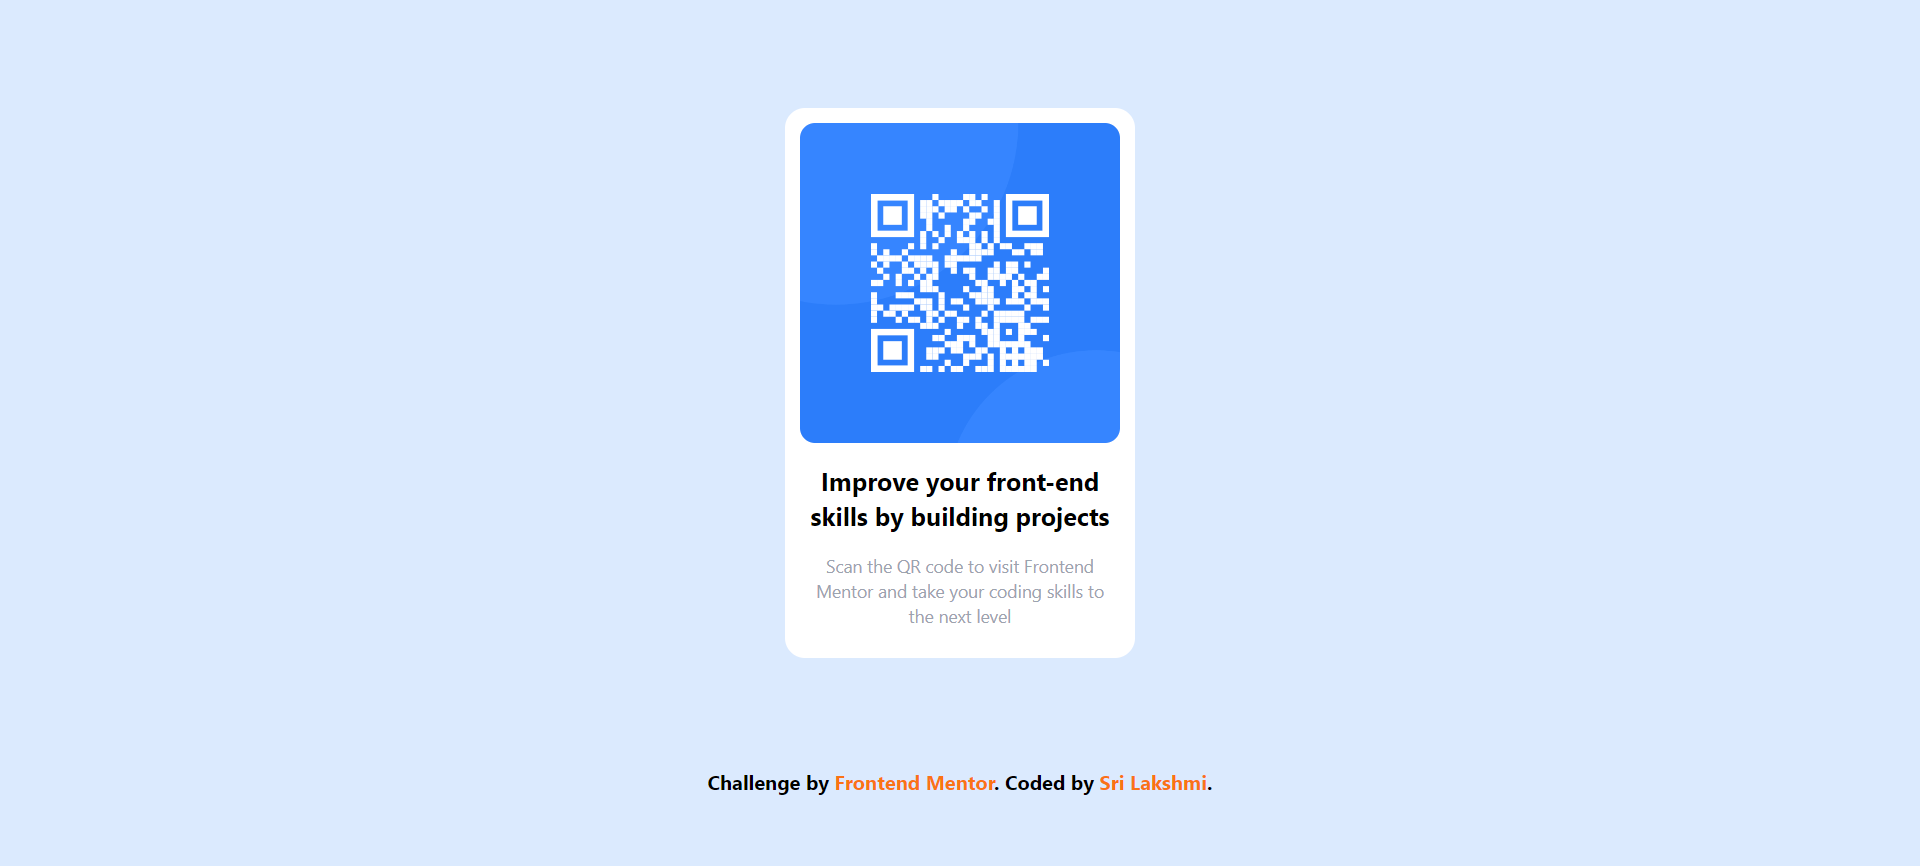 Improve your front-end
skills by building projects
Scan the QR code to visit Frontend
Mentor and take your coding skills to
the next level
Challenge by Frontend Mentor. Coded by Sri Lakshmi.